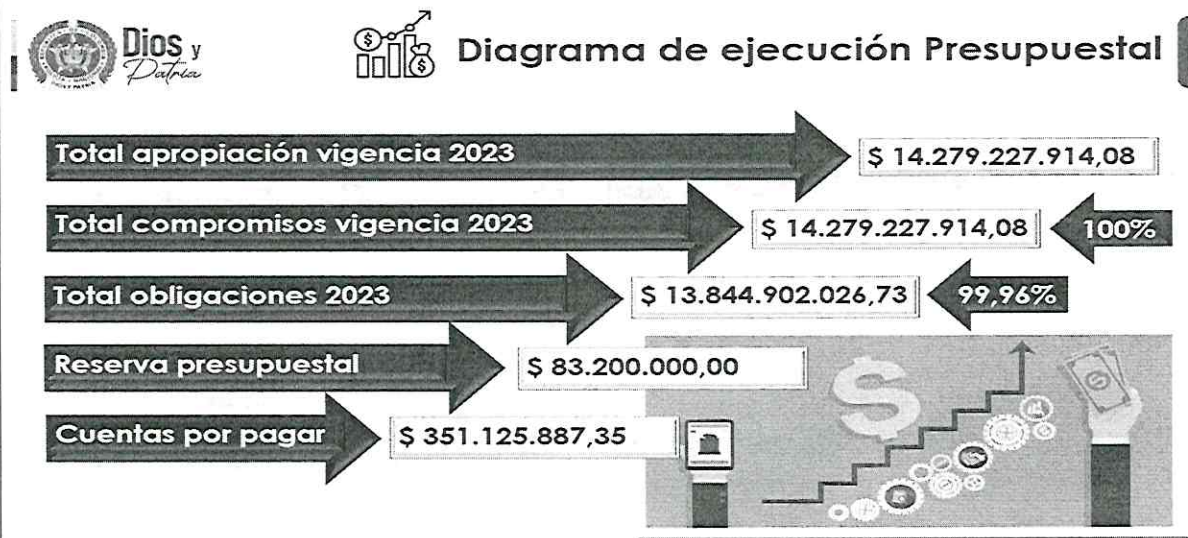 Dios y
Patria
Diagrama de ejecución Presupuestal
Total apropiación vigencia 2023
$ 14.279.227.914,08
Total compromisos vigencia 2023
$ 14.279.227.914,08
100%
Total obligaciones 2023
$ 13.844.902.026,73
99,96%
Reserva presupuestal
$ 83.200.000,00
Cuentas por pagar
$ 351.125.887,35